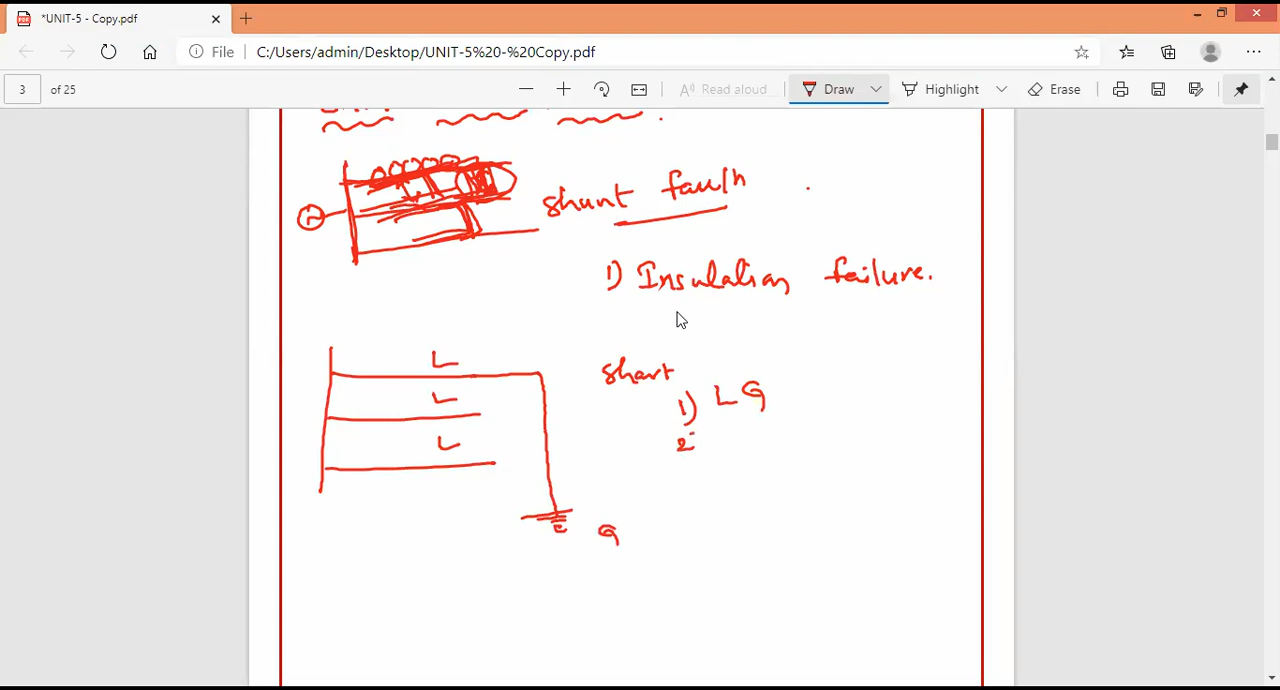 *UNIT-5 - Copy.pdf
File C:/Users/admin/Desktop/UNIT-5%20-%20Copy.pdf
3 of 25 Read aloud Draw Highlight Erase
shunt fault
1) Insulation failure.
short
1) LG
2
L
L
L
G